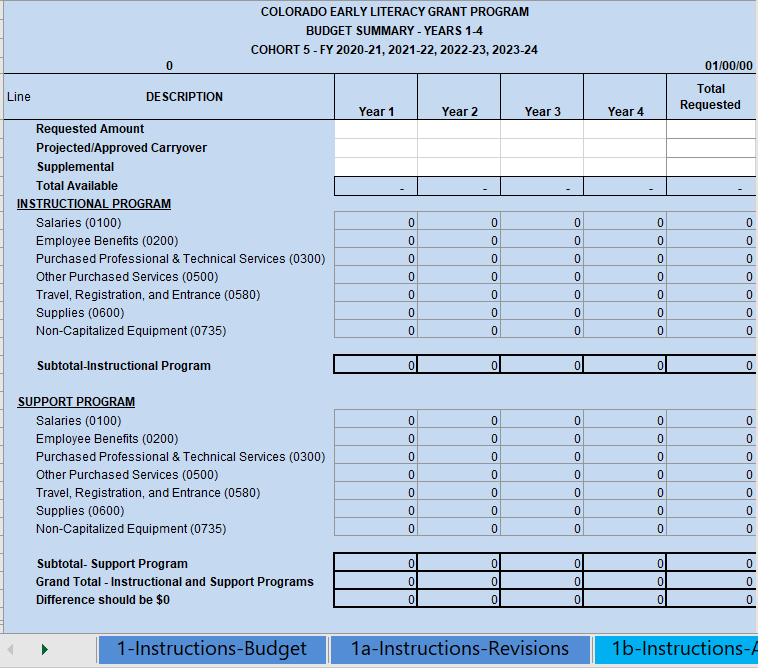 COLORADO EARLY LITERACY GRANT PROGRAM
BUDGET SUMMARY - YEARS 1-4
COHORT 5 - FY 2020-21, 2021-22, 2022-23, 2023-24
0 01/00/00
Line DESCRIPTION Year 1 Year 2 Year 3 Year 4 Total Requested
Requested Amount
Projected/Approved Carryover
Supplemental
Total Available - - - - -
INSTRUCTIONAL PROGRAM
Salaries (0100) 0 0 0 0 0
Employee Benefits (0200) 0 0 0 0 0
Purchased Professional & Technical Services (0300) 0 0 0 0 0
Other Purchased Services (0500) 0 0 0 0 0
Travel, Registration, and Entrance (0580) 0 0 0 0 0
Supplies (0600) 0 0 0 0 0
Non-Capitalized Equipment (0735) 0 0 0 0 0
Subtotal-Instructional Program 0 0 0 0 0
SUPPORT PROGRAM
Salaries (0100) 0 0 0 0 0
Employee Benefits (0200) 0 0 0 0 0
Purchased Professional & Technical Services (0300) 0 0 0 0 0
Other Purchased Services (0500) 0 0 0 0 0
Travel, Registration, and Entrance (0580) 0 0 0 0 0
Supplies (0600) 0 0 0 0 0
Non-Capitalized Equipment (0735) 0 0 0 0 0
Subtotal- Support Program 0 0 0 0 0
Grand Total - Instructional and Support Programs 0 0 0 0 0
Difference should be $0 0 0 0 0 0
1-Instructions-Budget 1a-Instructions-Revisions 1b-Instructions-A